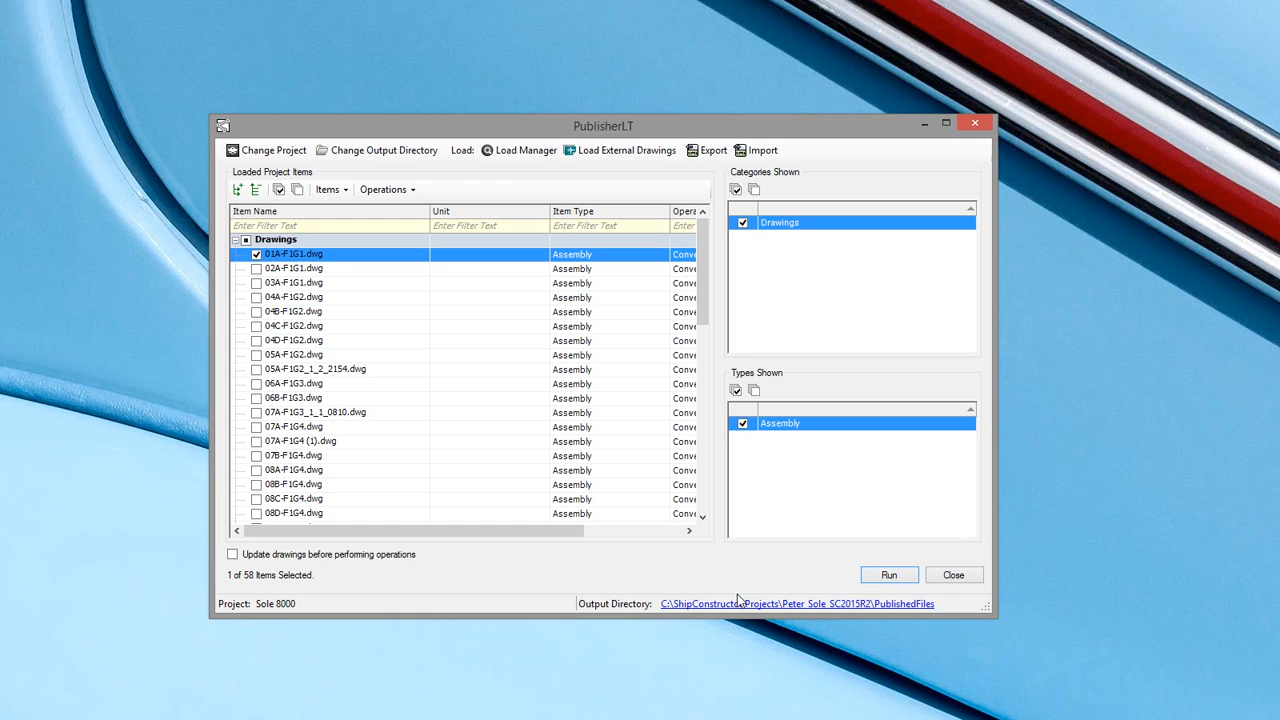 PublisherLT
Change Project Change Output Directory Load: Load Manager Load External Drawings Export Import
Loaded Project Items
Items Operations
Item Name Unit Item Type Opera
Enter Filter Text Enter Filter Text Enter Filter Text Enter
Drawings
01A-F1G1.dwg Assembly Conve
02A-F1G1.dwg Assembly Conve
03A-F1G1.dwg Assembly Conve
04A-F1G2.dwg Assembly Conve
04B-F1G2.dwg Assembly Conve
04C-F1G2.dwg Assembly Conve
04D-F1G2.dwg Assembly Conve
05A-F1G2.dwg Assembly Conve
05A-F1G2_1_2_2154.dwg Assembly Conve
06A-F1G3.dwg Assembly Conve
06B-F1G3.dwg Assembly Conve
07A-F1G3_1_1_0810.dwg Assembly Conve
07A-F1G4.dwg Assembly Conve
07A-F1G4 (1).dwg Assembly Conve
07B-F1G4.dwg Assembly Conve
08A-F1G4.dwg Assembly Conve
08B-F1G4.dwg Assembly Conve
08C-F1G4.dwg Assembly Conve
08D-F1G4.dwg Assembly Conve
Categories Shown
Drawings
Types Shown
Assembly
Update drawings before performing operations
1 of 58 Items Selected.
Run Close
Project: Sole 8000
Output Directory: C:\ShipConstructor\Projects\Peter_Sole_SC2015R2\PublishedFiles